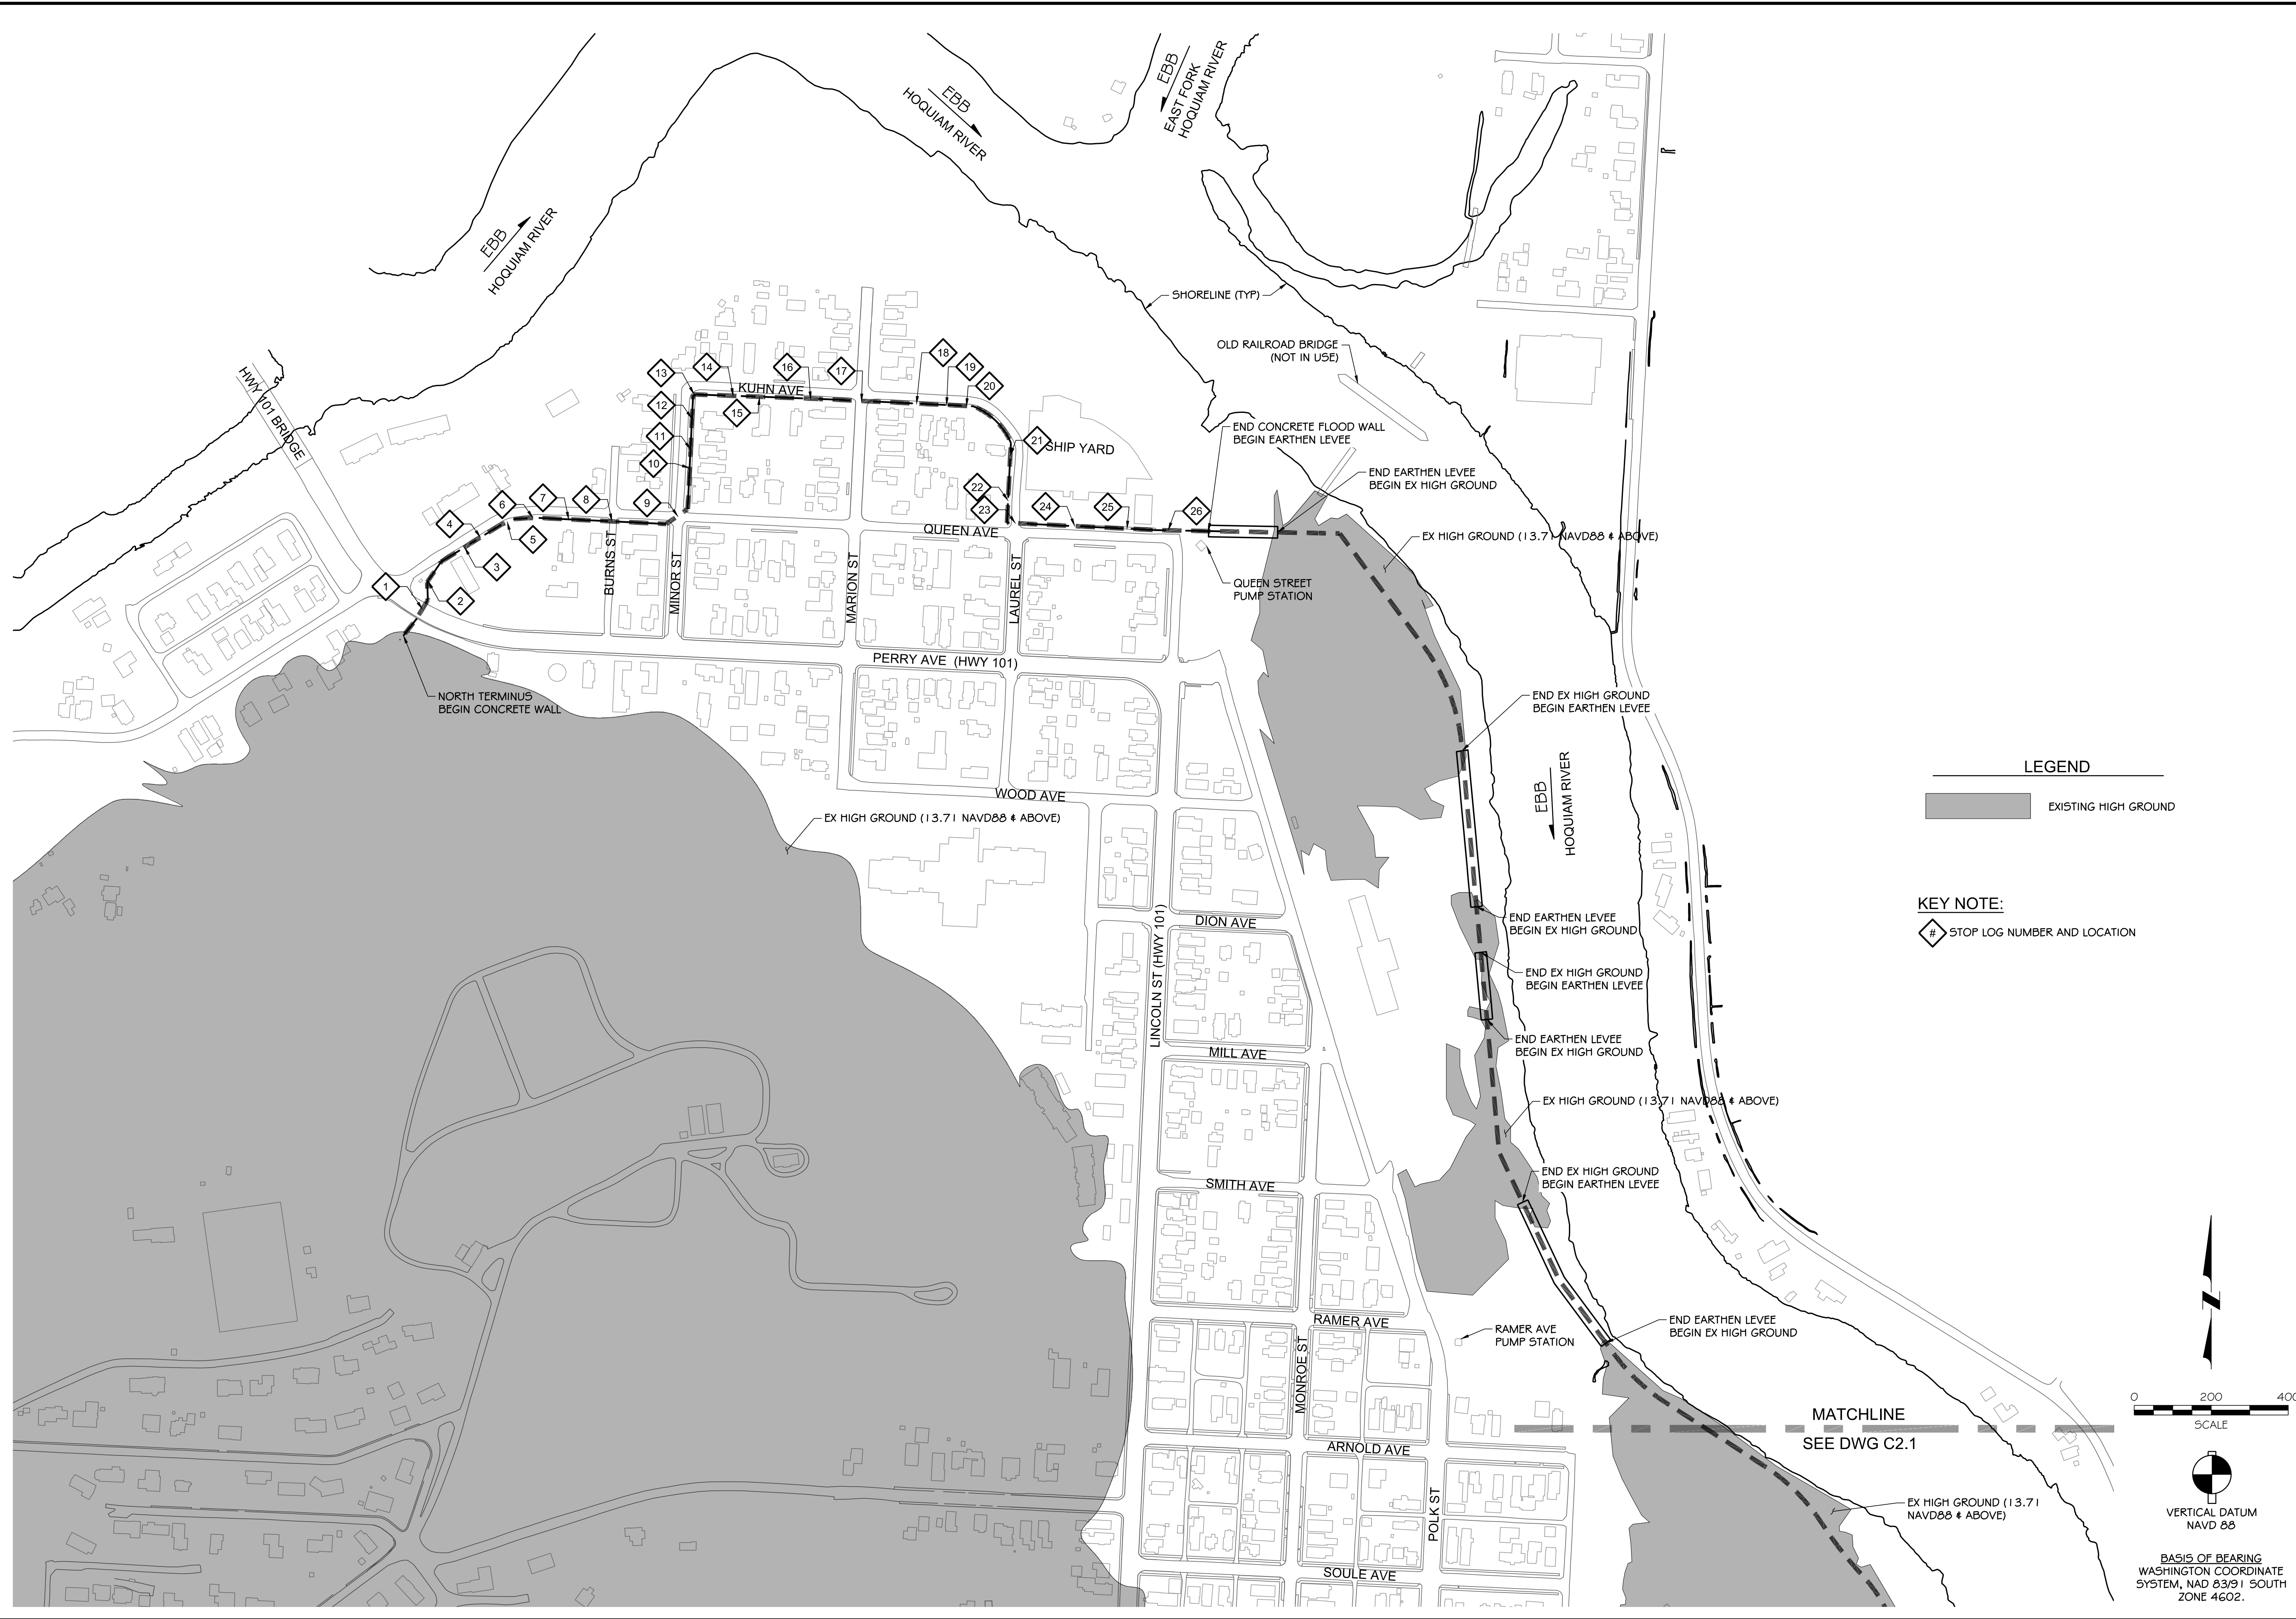 EBB
HOQUIAM RIVER
EBB
HOQUIAM RIVER
EBB
EAST FORK
HOQUIAM RIVER
SHORELINE (TYP)
OLD RAILROAD BRIDGE
(NOT IN USE)
HWY 101 BRIDGE
13
14
16
17
18
19
20
KUHN AVE
12
15
11
10
21
SHIP YARD
END CONCRETE FLOOD WALL
BEGIN EARTHEN LEVEE
END EARTHEN LEVEE
BEGIN EX HIGH GROUND
4
6
7
8
9
22
23
24
25
26
5
3
QUEEN AVE
EX HIGH GROUND (13.71 NAVD88 & ABOVE)
1
2
BURNS ST
MINOR ST
MARION ST
LAUREL ST
QUEEN STREET
PUMP STATION
PERRY AVE (HWY 101)
NORTH TERMINUS
BEGIN CONCRETE WALL
END EX HIGH GROUND
BEGIN EARTHEN LEVEE
EBB
HOQUIAM RIVER
WOOD AVE
EX HIGH GROUND (13.71 NAVD88 & ABOVE)
LEGEND
EXISTING HIGH GROUND
KEY NOTE:
# STOP LOG NUMBER AND LOCATION
DION AVE
END EARTHEN LEVEE
BEGIN EX HIGH GROUND
LINCOLN ST (HWY 101)
END EX HIGH GROUND
BEGIN EARTHEN LEVEE
MILL AVE
END EARTHEN LEVEE
BEGIN EX HIGH GROUND
EX HIGH GROUND (13.71 NAVD88 & ABOVE)
SMITH AVE
END EX HIGH GROUND
BEGIN EARTHEN LEVEE
RAMER AVE
RAMER AVE
PUMP STATION
END EARTHEN LEVEE
BEGIN EX HIGH GROUND
MONROE ST
MATCHLINE
SEE DWG C2.1
ARNOLD AVE
POLK ST
EX HIGH GROUND (13.71
NAVD88 & ABOVE)
SOULE AVE
N
0 200 400
SCALE
VERTICAL DATUM
NAVD 88
BASIS OF BEARING
WASHINGTON COORDINATE
SYSTEM, NAD 83/91 SOUTH
ZONE 4602.